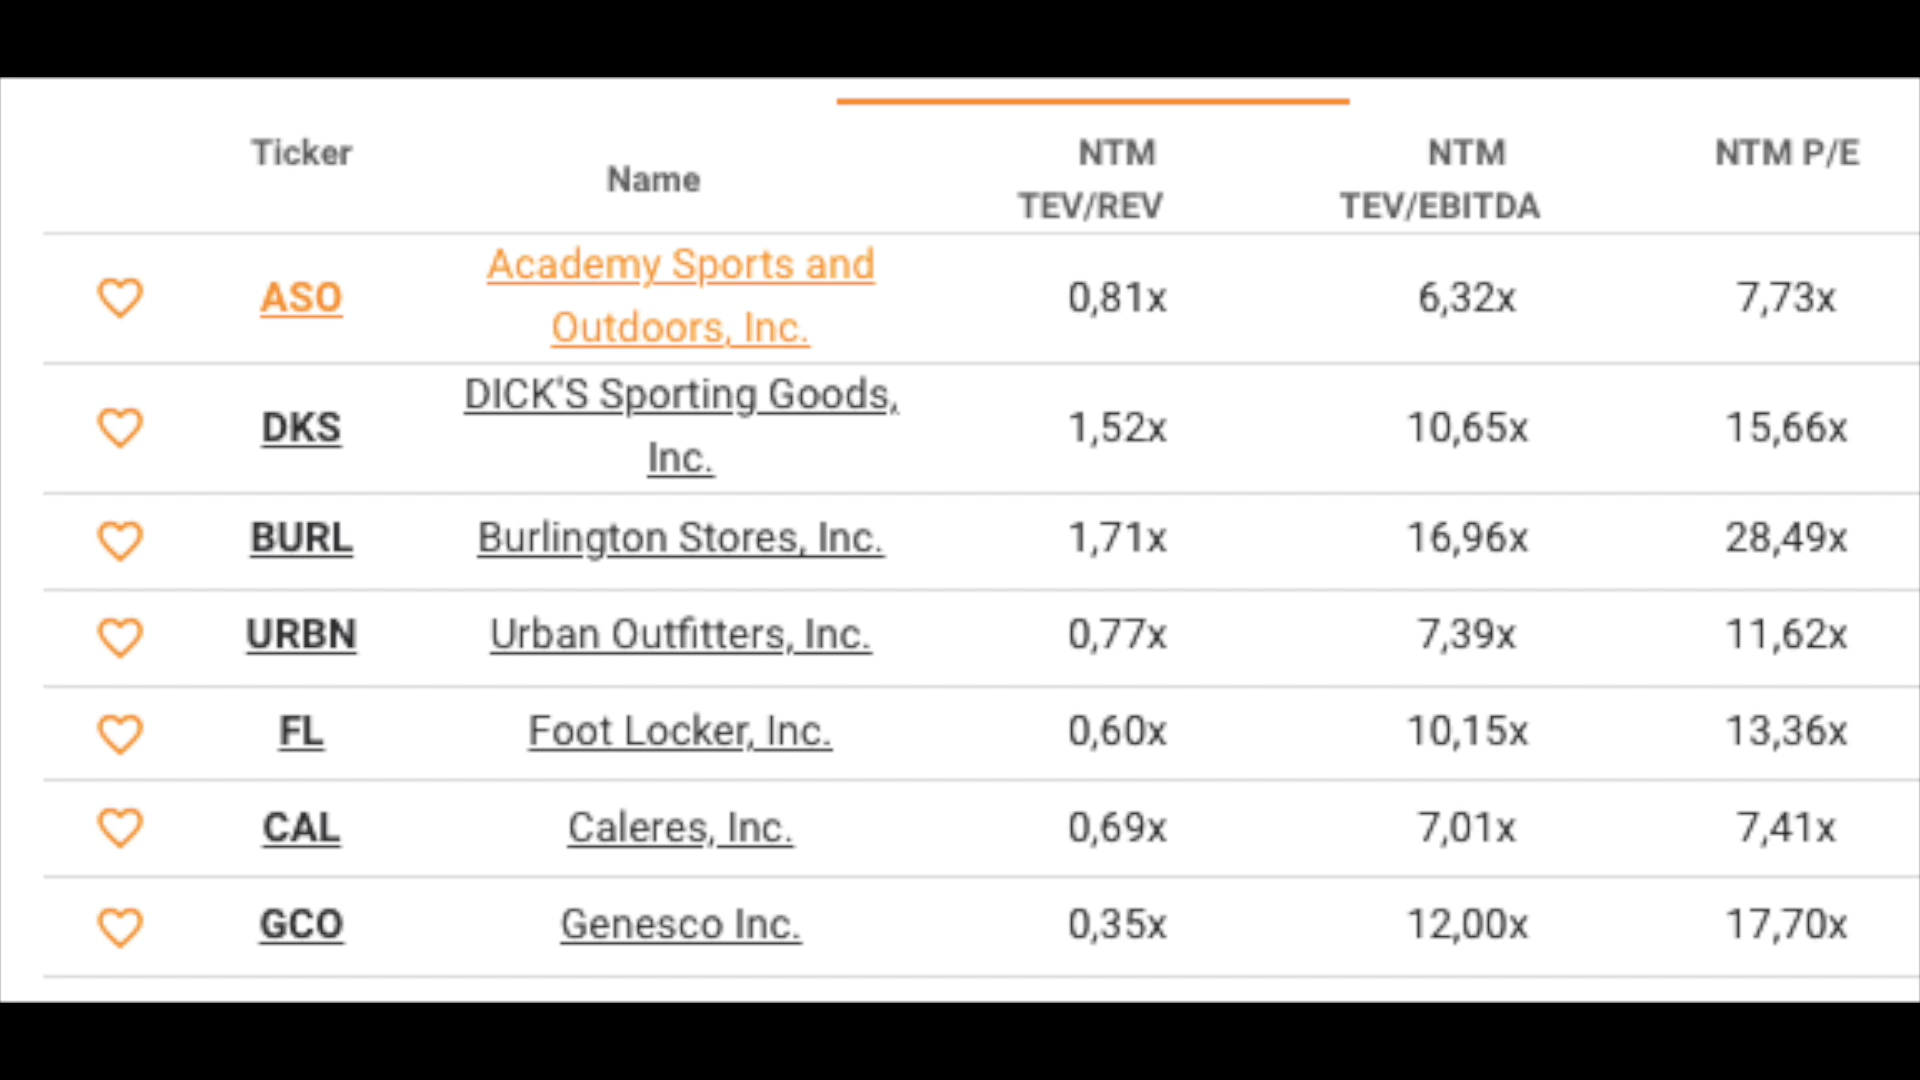 Ticker Name NTM TEV/REV NTM TEV/EBITDA NTM P/E
ASO Academy Sports and Outdoors, Inc. 0,81x 6,32x 7,73x
DKS DICK'S Sporting Goods, Inc. 1,52x 10,65x 15,66x
BURL Burlington Stores, Inc. 1,71x 16,96x 28,49x
URBN Urban Outfitters, Inc. 0,77x 7,39x 11,62x
FL Foot Locker, Inc. 0,60x 10,15x 13,36x
CAL Caleres, Inc. 0,69x 7,01x 7,41x
GCO Genesco Inc. 0,35x 12,00x 17,70x